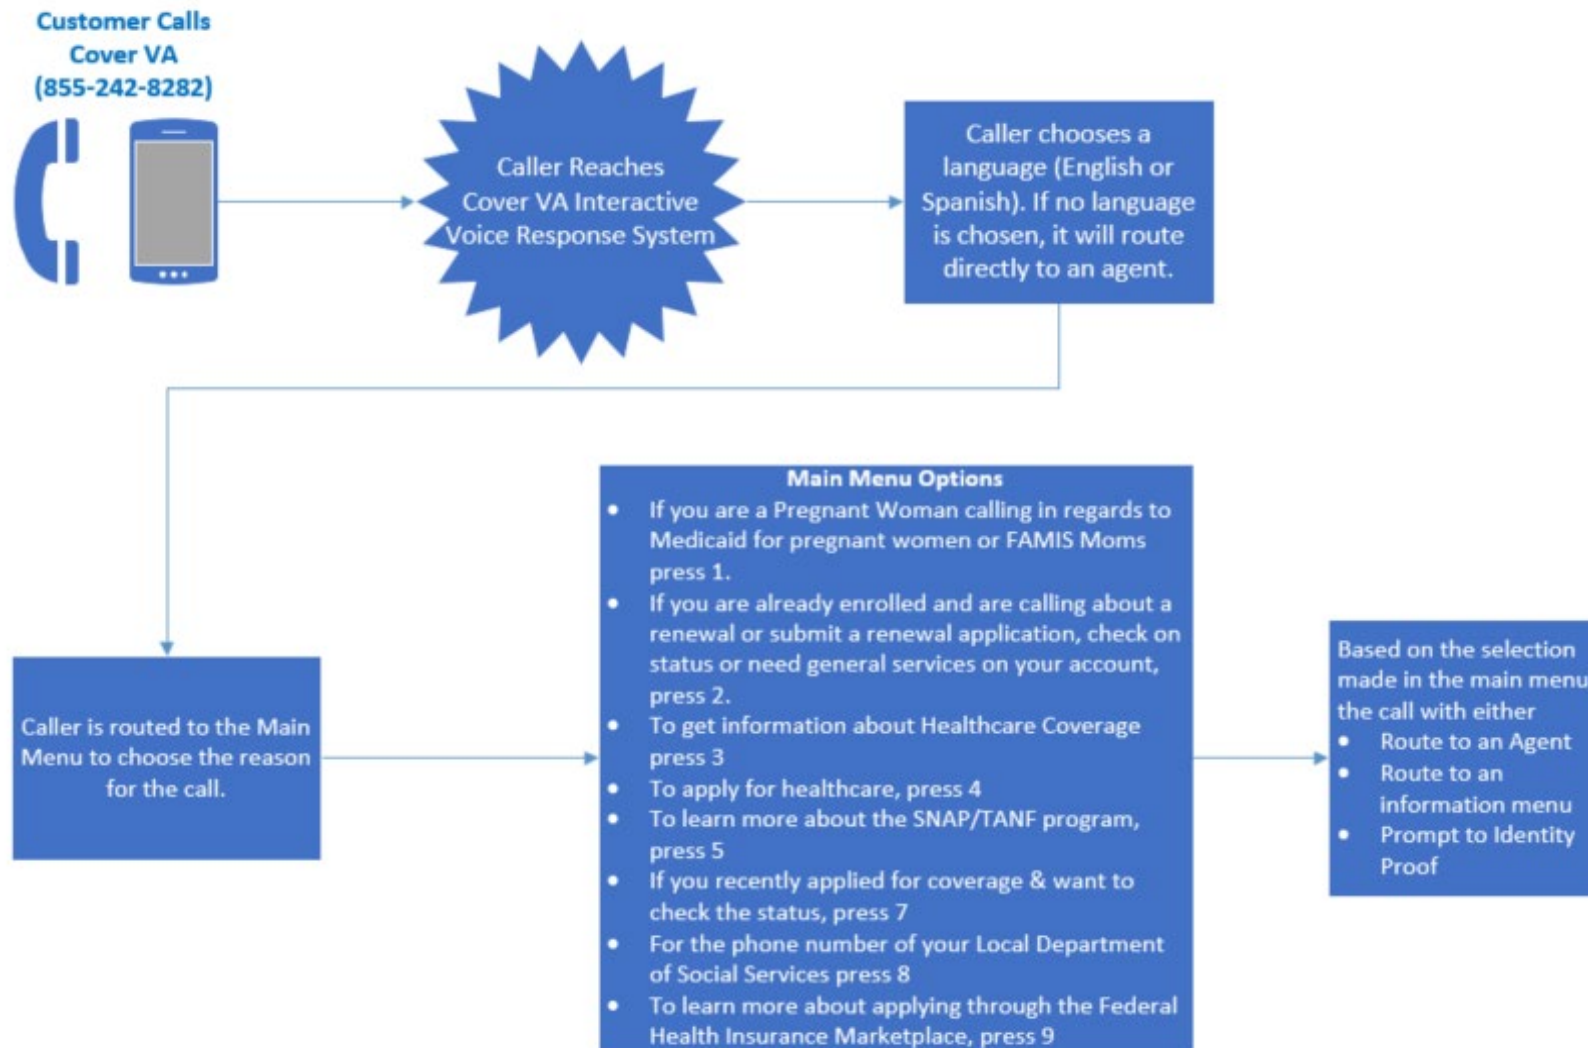 Customer Calls
Cover VA
(855-242-8282)
Caller Reaches
Cover VA Interactive
Voice Response System
Caller chooses a
language (English or
Spanish). If no language
is chosen, it will route
directly to an agent.
Caller is routed to the Main
Menu to choose the reason
for the call.
Main Menu Options
• If you are a Pregnant Woman calling in regards to
Medicaid for pregnant women or FAMIS Moms
press 1.
• If you are already enrolled and are calling about a
renewal or submit a renewal application, check on
status or need general services on your account,
press 2.
• To get information about Healthcare Coverage
press 3
• To apply for healthcare, press 4
• To learn more about the SNAP/TANF program,
press 5
• If you recently applied for coverage & want to
check the status, press 7
• For the phone number of your Local Department
of Social Services press 8
• To learn more about applying through the Federal
Health Insurance Marketplace, press 9
Based on the selection
made in the main menu
the call with either
• Route to an Agent
• Route to an
information menu
• Prompt to Identity
Proof